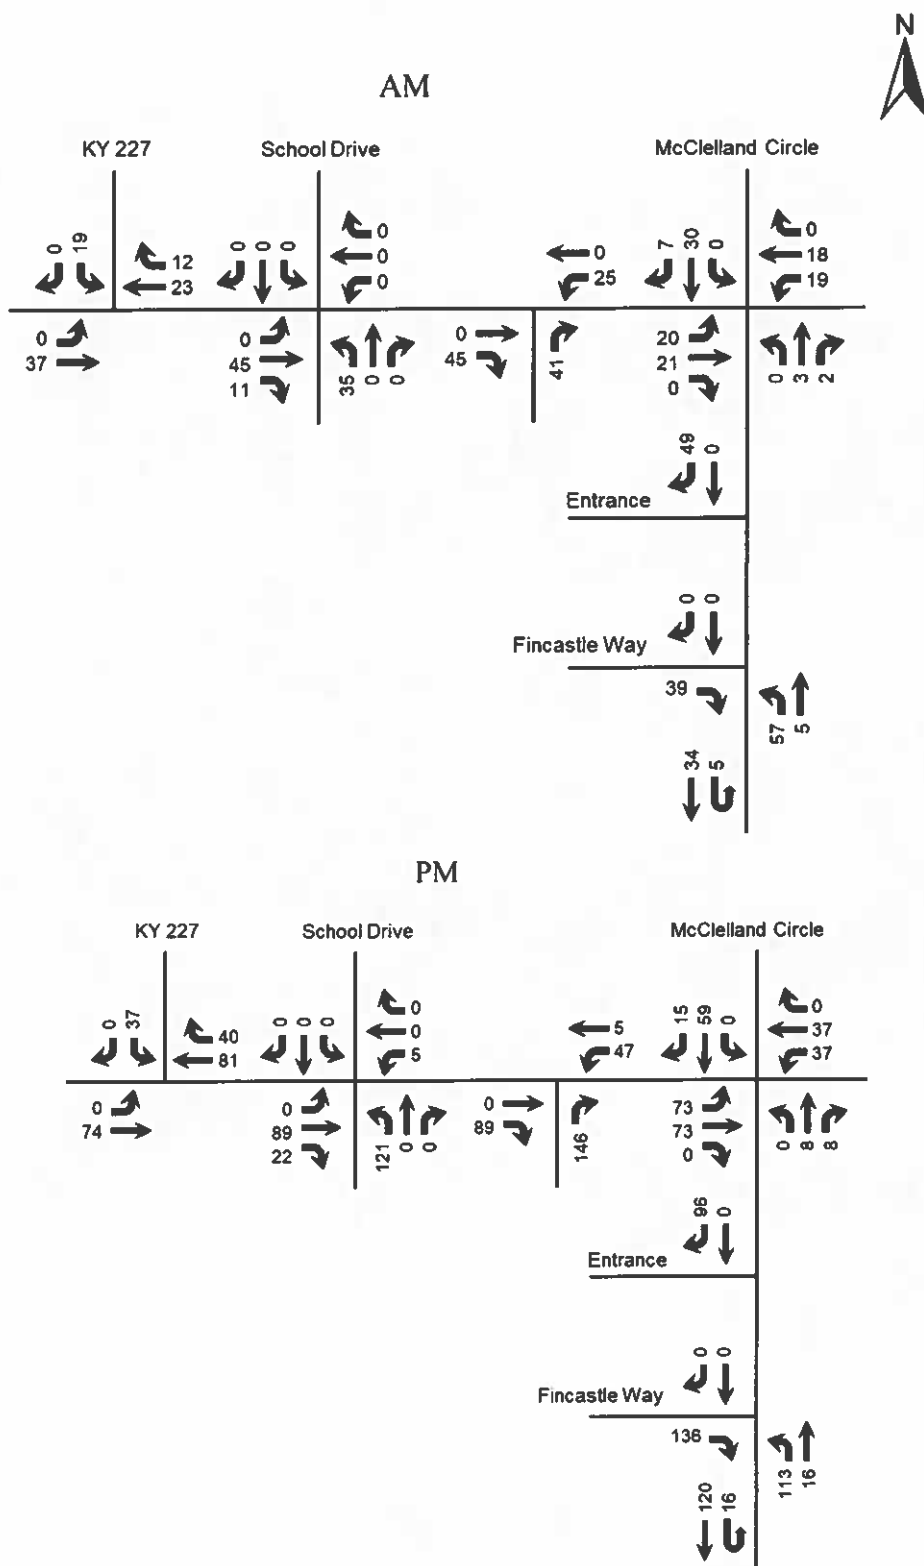 N
AM
KY 227
School Drive
McClelland Circle
0 19
12
23
0
37
0 0 0
0
0
0
0
45
11
35 0 0
0
25
0
45
41
7 30 0
0
18
19
20
21
0
0 3 2
49 0
Entrance
0 0
Fincastle Way
39
57 5
34 5
PM
KY 227
School Drive
McClelland Circle
0 37
40
81
0
74
0 0 0
0
0
5
0
89
22
121 0 0
5
47
0
89
146
15 59 0
0
37
37
73
73
0
0 8 8
96 0
Entrance
0 0
Fincastle Way
136
113 16
120 16